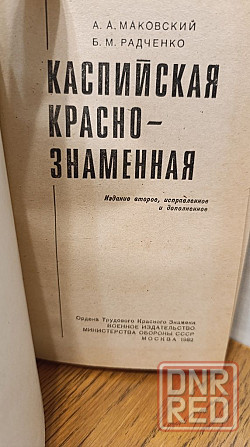 А. А. МАКОВСКИЙ
Б. М. РАДЧЕНКО
КАСПИЙСКАЯ
КРАСНО-
ЗНАМЕННАЯ
Издание второе, исправленное
и дополненное
Ордена Трудового Красного Знамени
ВОЕННОЕ ИЗДАТЕЛЬСТВО
МИНИСТЕРСТВА ОБОРОНЫ СССР
МОСКВА 1982
DNR
RED